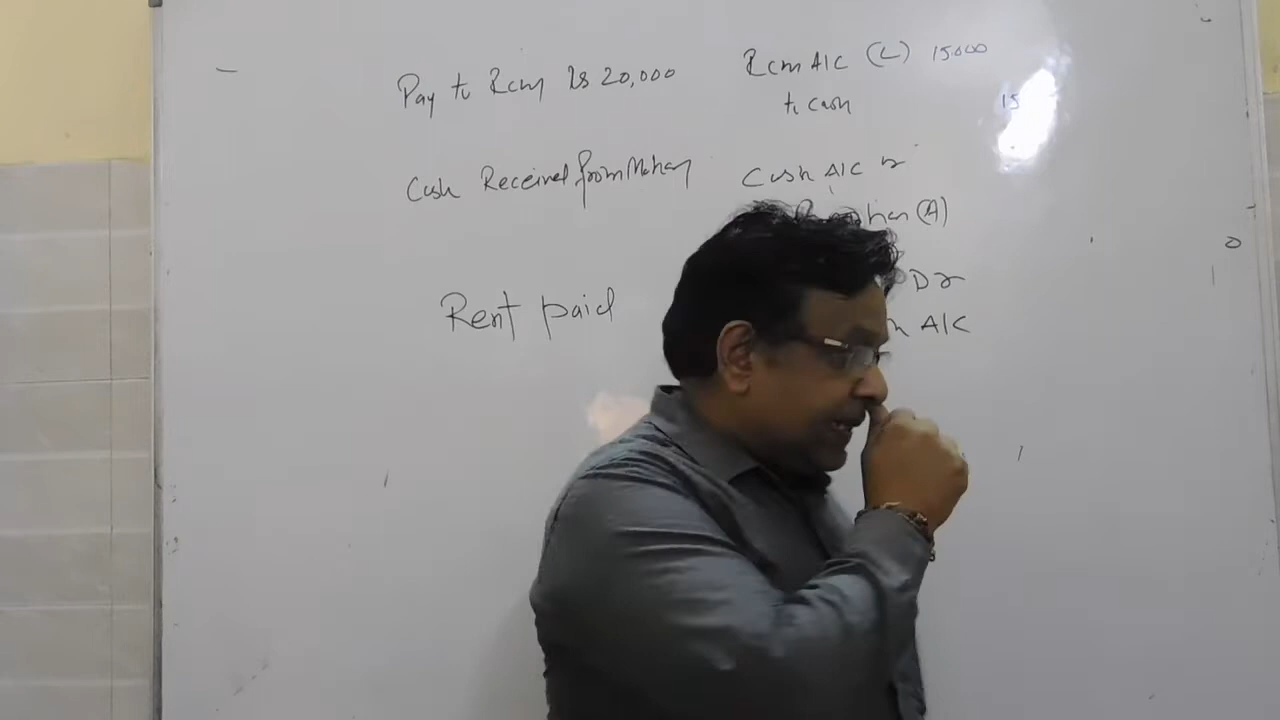 Pay to Ram Rs 20,000
Ram A/C (L) 15000
to Cash 15
Cash Received from Mohan
Cash A/C Dr
(A)
Rent paid
Dr
A/C